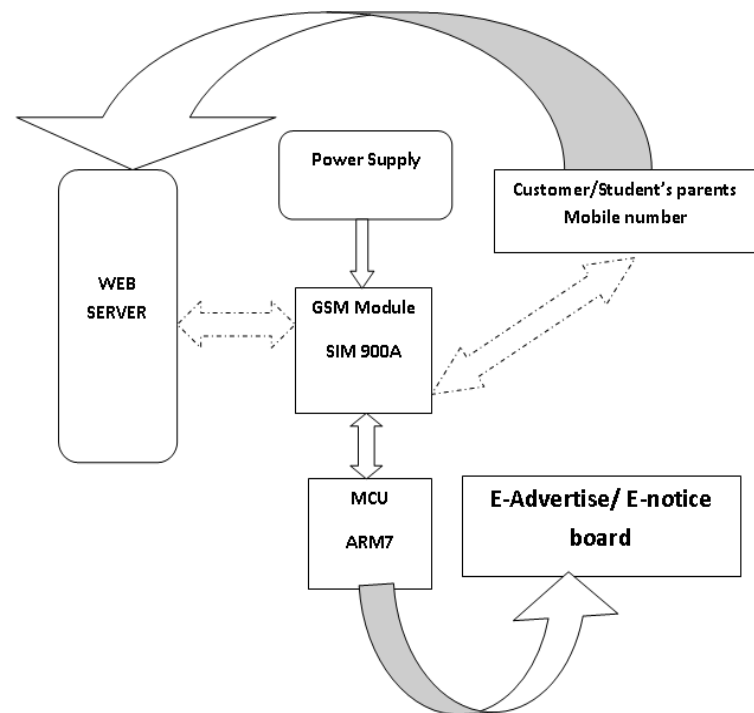 Power Supply
Customer/Student's parents
Mobile number
WEB
SERVER
GSM Module
SIM 900A
MCU
ARM7
E-Advertise/ E-notice
board